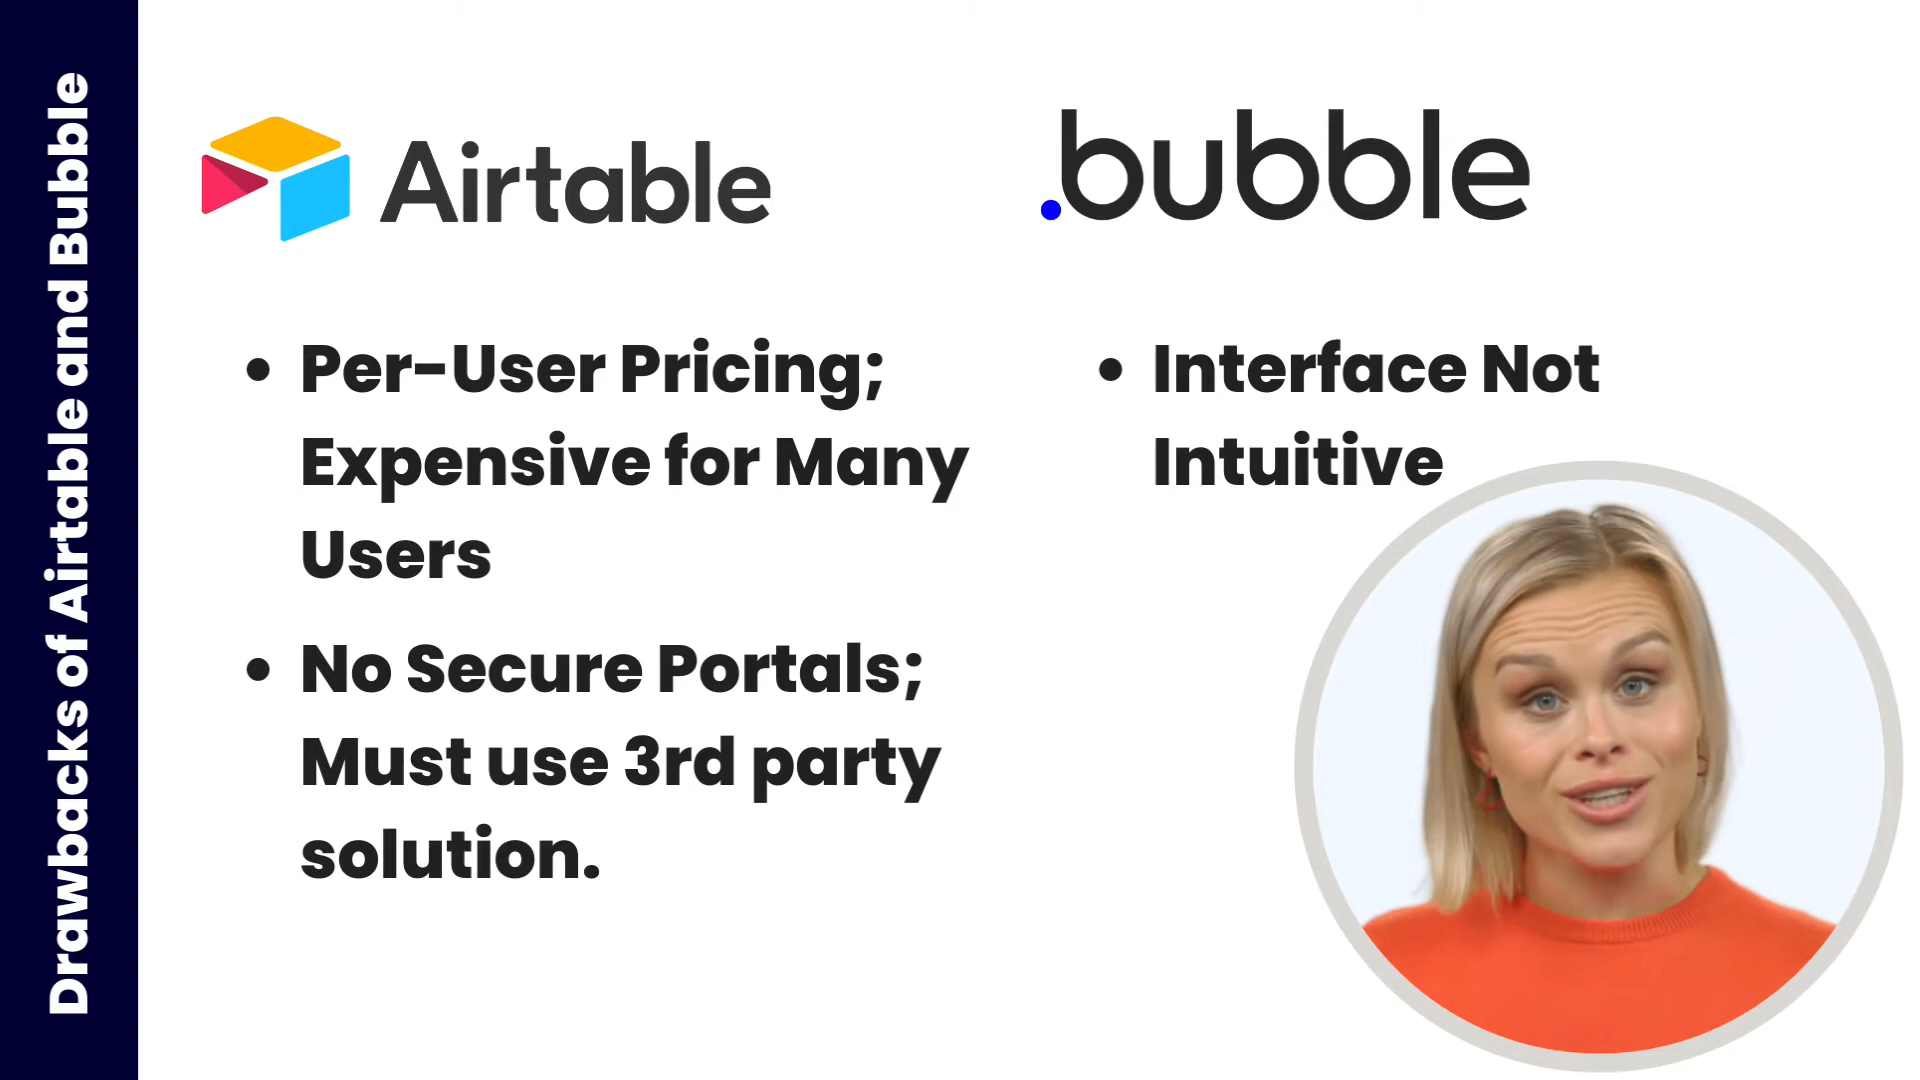 Drawbacks of Airtable and Bubble
Airtable
.bubble
Per-User Pricing;
Expensive for Many
Users
No Secure Portals;
Must use 3rd party
solution.
Interface Not
Intuitive